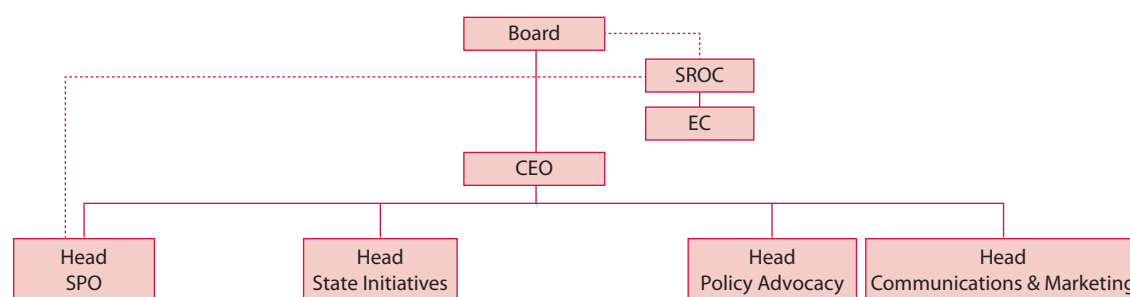 Board
SROC
EC
CEO
Head
SPO
Head
State Initiatives
Head
Policy Advocacy
Head
Communications & Marketing